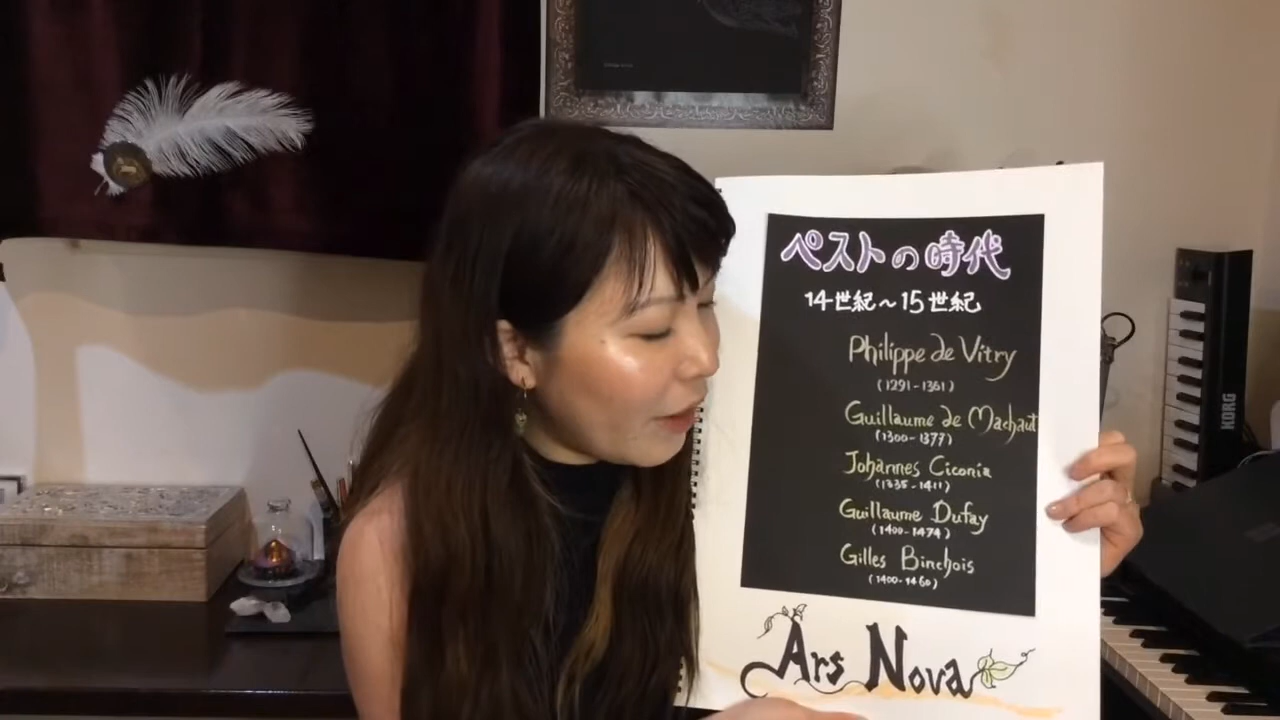 ペストの時代
14世紀～15世紀
Philippe de Vitry
(1291-1361)
Guillaume de Machaut
(1300-1377)
Johannes Ciconia
(1335-1411)
Guillaume Dufay
(1400-1474)
Gilles Binchois
(1400-1460)
Ars Nova
KORG